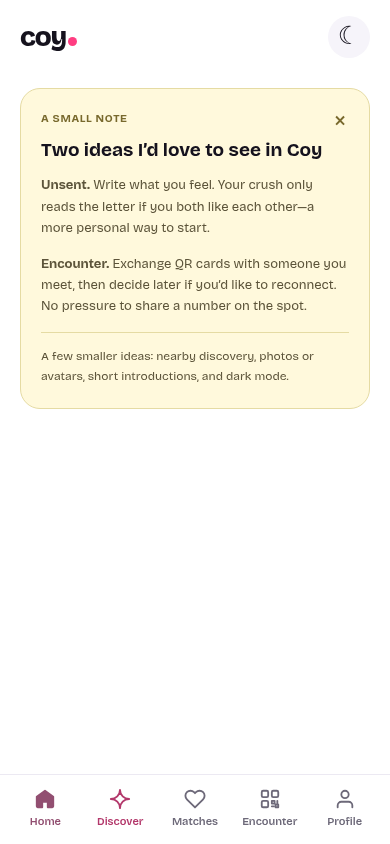 coy.
A SMALL NOTE
Two ideas I’d love to see in Coy
Unsent. Write what you feel. Your crush only
reads the letter if you both like each other—a
more personal way to start.
Encounter. Exchange QR cards with someone you
meet, then decide later if you’d like to reconnect.
No pressure to share a number on the spot.
A few smaller ideas: nearby discovery, photos or
avatars, short introductions, and dark mode.
Home Discover Matches Encounter Profile